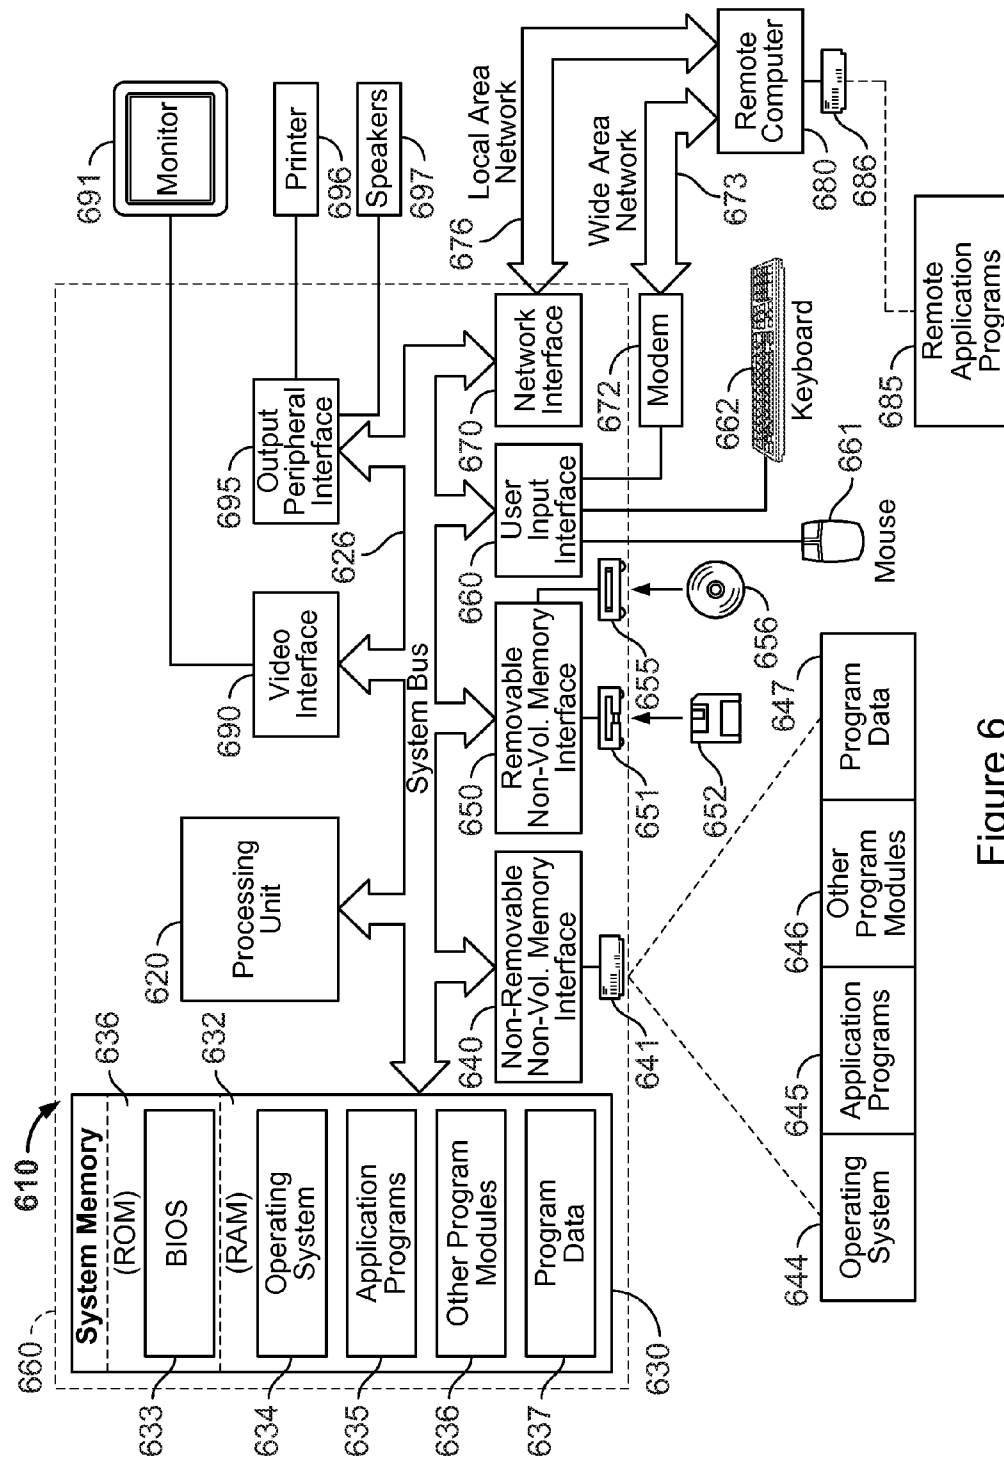 610
660
System Memory
(ROM)
636
BIOS
633
(RAM)
632
Operating
System
634
Application
Programs
635
Other Program
Modules
636
Program
Data
637
630
620
Processing
Unit
690
Video
Interface
695
Output
Peripheral
Interface
691
Monitor
Printer
696
Speakers
697
System Bus
626
640
Non-Removable
Non-Vol. Memory
Interface
650
Removable
Non-Vol. Memory
Interface
660
User
Input
Interface
670
Network
Interface
676
Local Area
Network
Wide Area
Network
673
672
Modem
Remote
Computer
680
686
641
651
655
652
656
Mouse
661
662
Keyboard
685
Remote
Application
Programs
644
Operating
System
645
Application
Programs
646
Other
Program
Modules
647
Program
Data
Figure 6